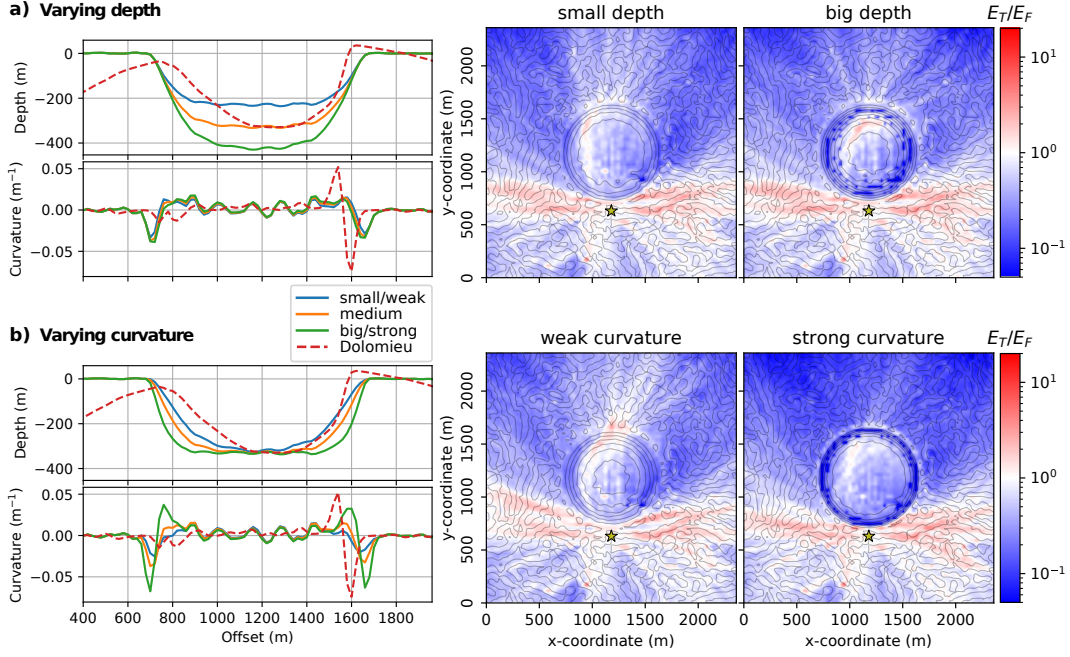 a) Varying depth
small depth
big depth
E_T/E_F
0
−200
−400
Depth (m)
0.05
0.00
−0.05
Curvature (m⁻¹)
2000
1500
1000
500
0
y-coordinate (m)
10¹
10⁰
10⁻¹
small/weak
medium
big/strong
Dolomieu
b) Varying curvature
weak curvature
strong curvature
E_T/E_F
0
−200
−400
Depth (m)
0.05
0.00
−0.05
Curvature (m⁻¹)
400 600 800 1000 1200 1400 1600 1800
Offset (m)
2000
1500
1000
500
0
y-coordinate (m)
0 500 1000 1500 2000
x-coordinate (m)
0 500 1000 1500 2000
x-coordinate (m)
10¹
10⁰
10⁻¹